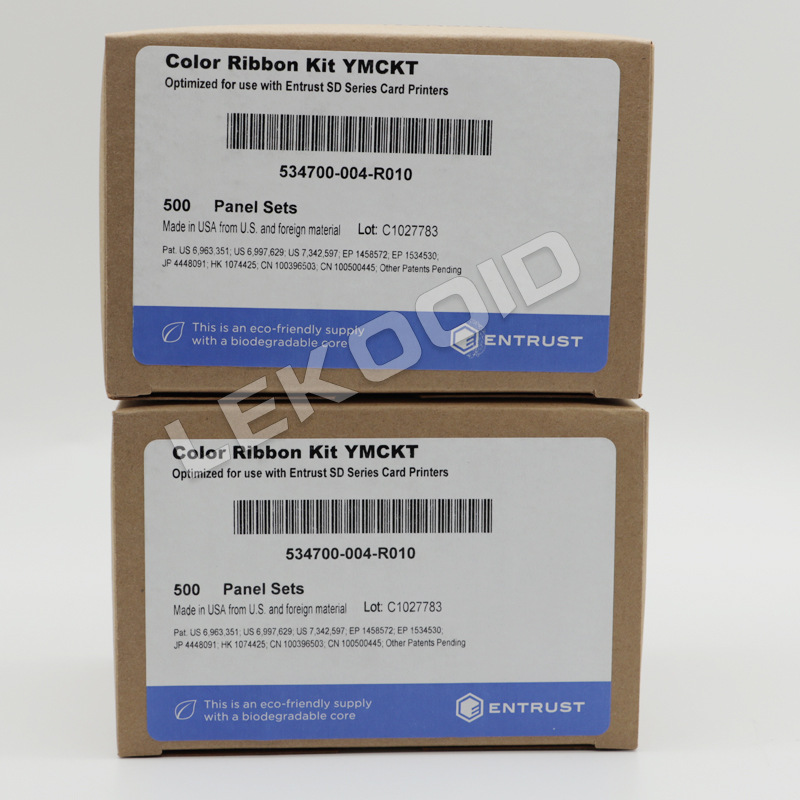 Color Ribbon Kit YMCKT
Optimized for use with Entrust SD Series Card Printers
534700-004-R010
500 Panel Sets
Made in USA from U.S. and foreign material Lot: C1027783
Pat. US 6,963,351; US 6,997,629; US 7,342,597; EP 1458572; EP 1534530;
JP 4448091; HK 1074425; CN 100396503; CN 100500445; Other Patents Pending
This is an eco-friendly supply
with a biodegradable core
ENTRUST
LEKOOID
Color Ribbon Kit YMCKT
Optimized for use with Entrust SD Series Card Printers
534700-004-R010
500 Panel Sets
Made in USA from U.S. and foreign material Lot: C1027783
Pat. US 6,963,351; US 6,997,629; US 7,342,597; EP 1458572; EP 1534530;
JP 4448091; HK 1074425; CN 100396503; CN 100500445; Other Patents Pending
This is an eco-friendly supply
with a biodegradable core
ENTRUST